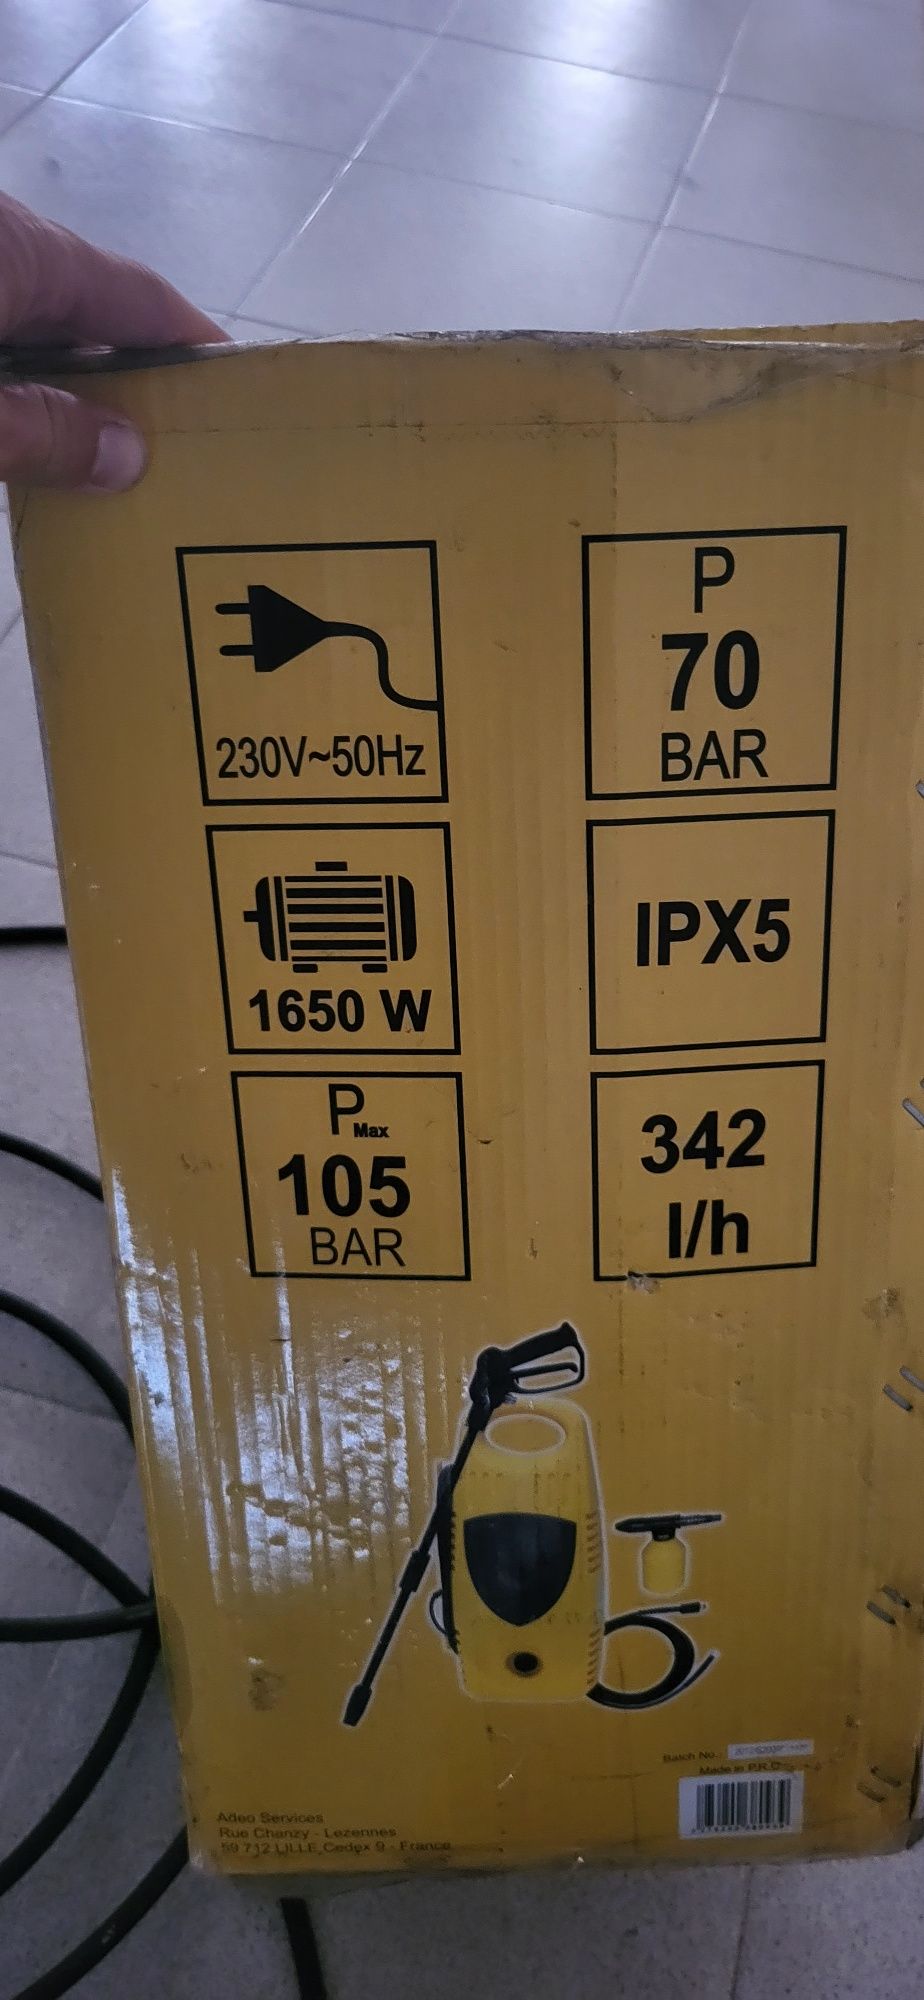 230V~50Hz
P
70
BAR
1650 W
IPX5
P Max
105
BAR
342
l/h
Batch No.:
Made in P.R.C
Adeo Services
Rue Chanzy - Lezennes
59 712 LILLE Cedex 9 - France